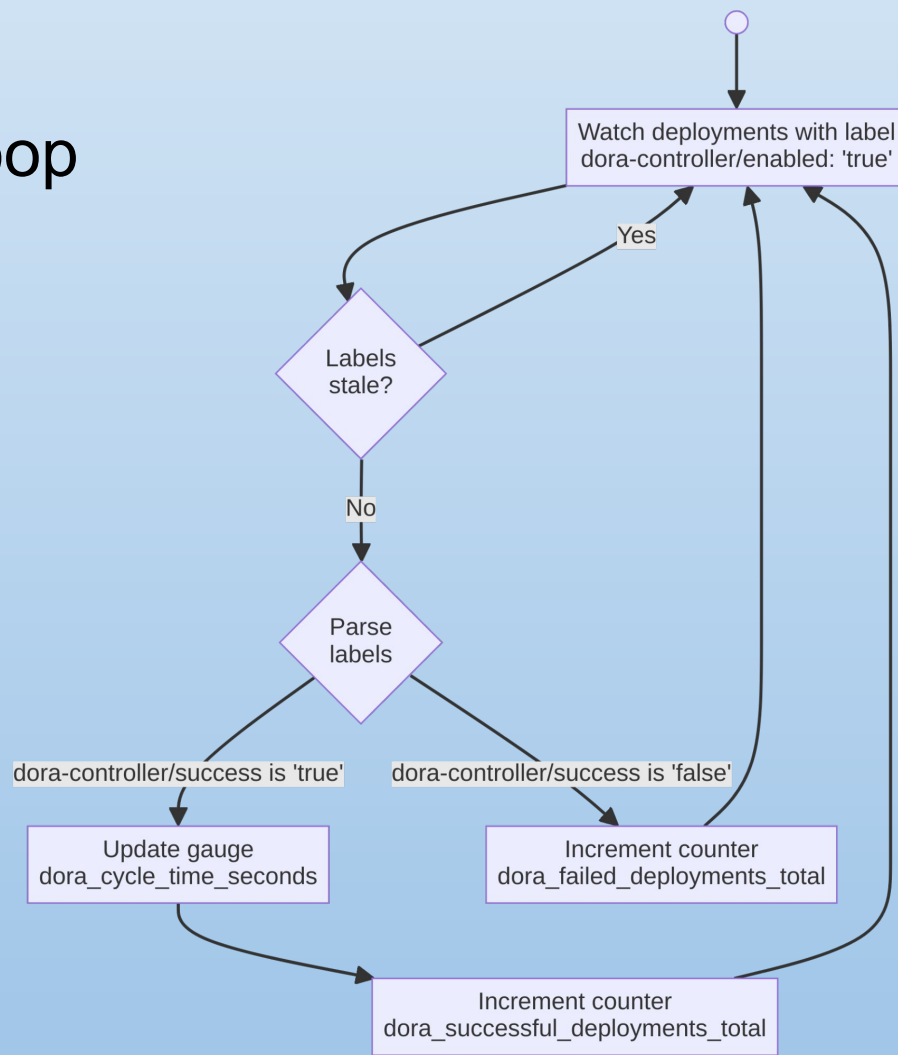 Watch deployments with label
dora-controller/enabled: 'true'
Yes
Labels
stale?
No
Parse
labels
dora-controller/success is 'true'
dora-controller/success is 'false'
Update gauge
dora_cycle_time_seconds
Increment counter
dora_failed_deployments_total
Increment counter
dora_successful_deployments_total